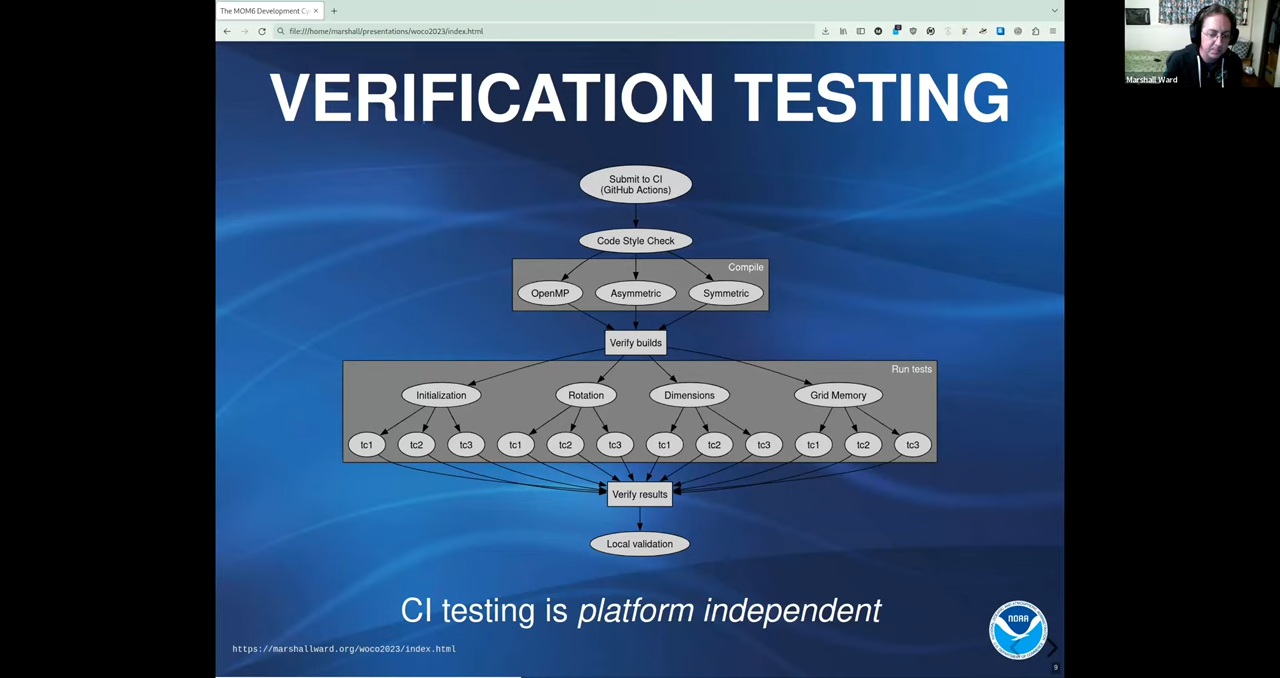 The MOM6 Development Cy
file:///home/marshall/presentations/woco2023/index.html
Marshall Ward
VERIFICATION TESTING
Submit to CI
(GitHub Actions)
Code Style Check
Compile
OpenMP
Asymmetric
Symmetric
Verify builds
Run tests
Initialization
Rotation
Dimensions
Grid Memory
tc1
tc2
tc3
tc1
tc2
tc3
tc1
tc2
tc3
tc1
tc2
tc3
Verify results
Local validation
CI testing is platform independent
NOAA
https://marshallward.org/woco2023/index.html
9